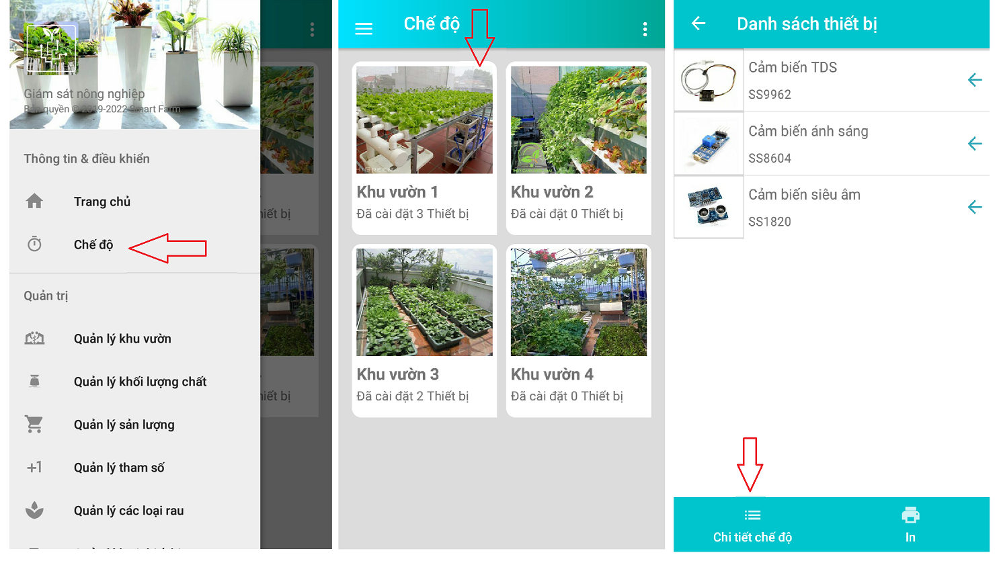 Giám sát nông nghiệp
Bản quyền © 2019-2022 Smart Farm
Thông tin & điều khiển
Trang chủ
Chế độ
Quản trị
Quản lý khu vườn
Quản lý khối lượng chất
Quản lý sản lượng
+1 Quản lý tham số
Quản lý các loại rau
hiết bị
hiết bị
Chế độ
Khu vườn 1
Đã cài đặt 3 Thiết bị
Khu vườn 2
Đã cài đặt 0 Thiết bị
Khu vườn 3
Đã cài đặt 2 Thiết bị
Khu vườn 4
Đã cài đặt 0 Thiết bị
Danh sách thiết bị
Cảm biến TDS
SS9962
Cảm biến ánh sáng
SS8604
Cảm biến siêu âm
SS1820
Chi tiết chế độ
In